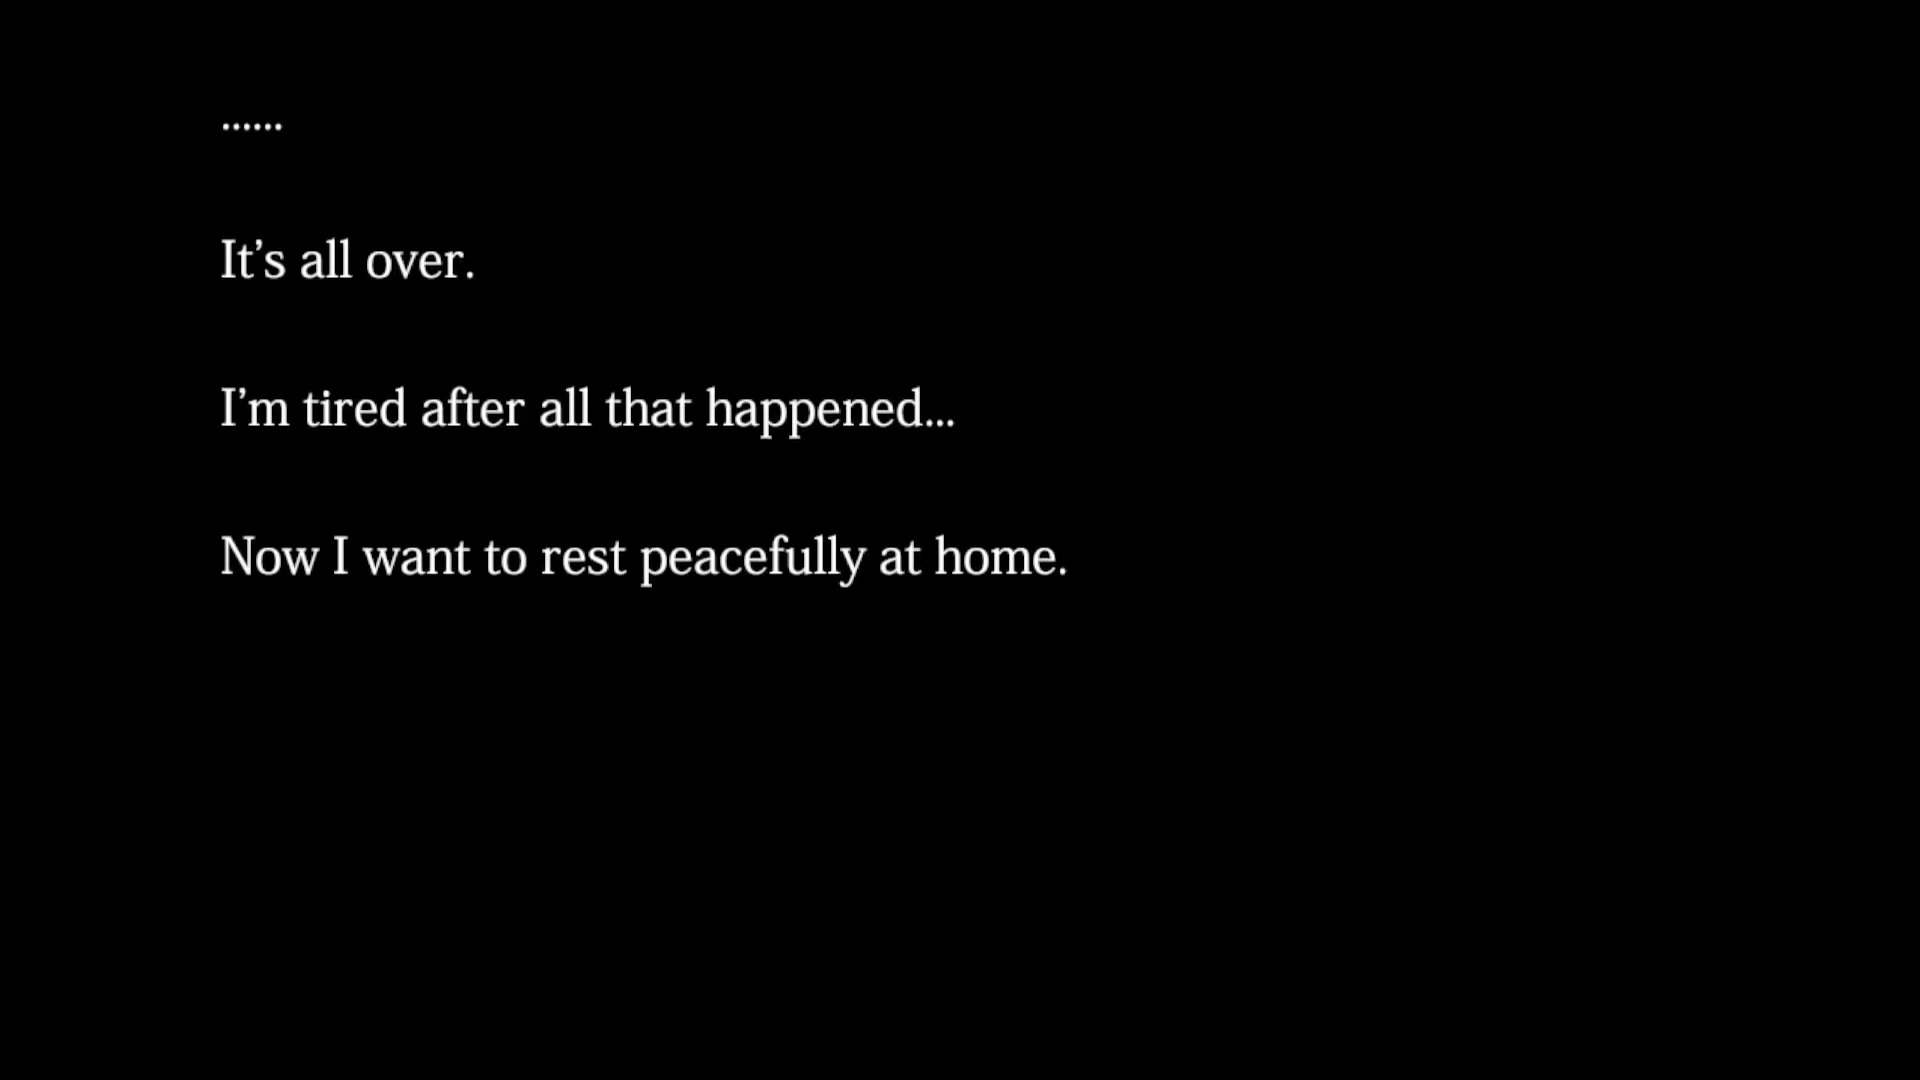 ......
It’s all over.
I’m tired after all that happened...
Now I want to rest peacefully at home.